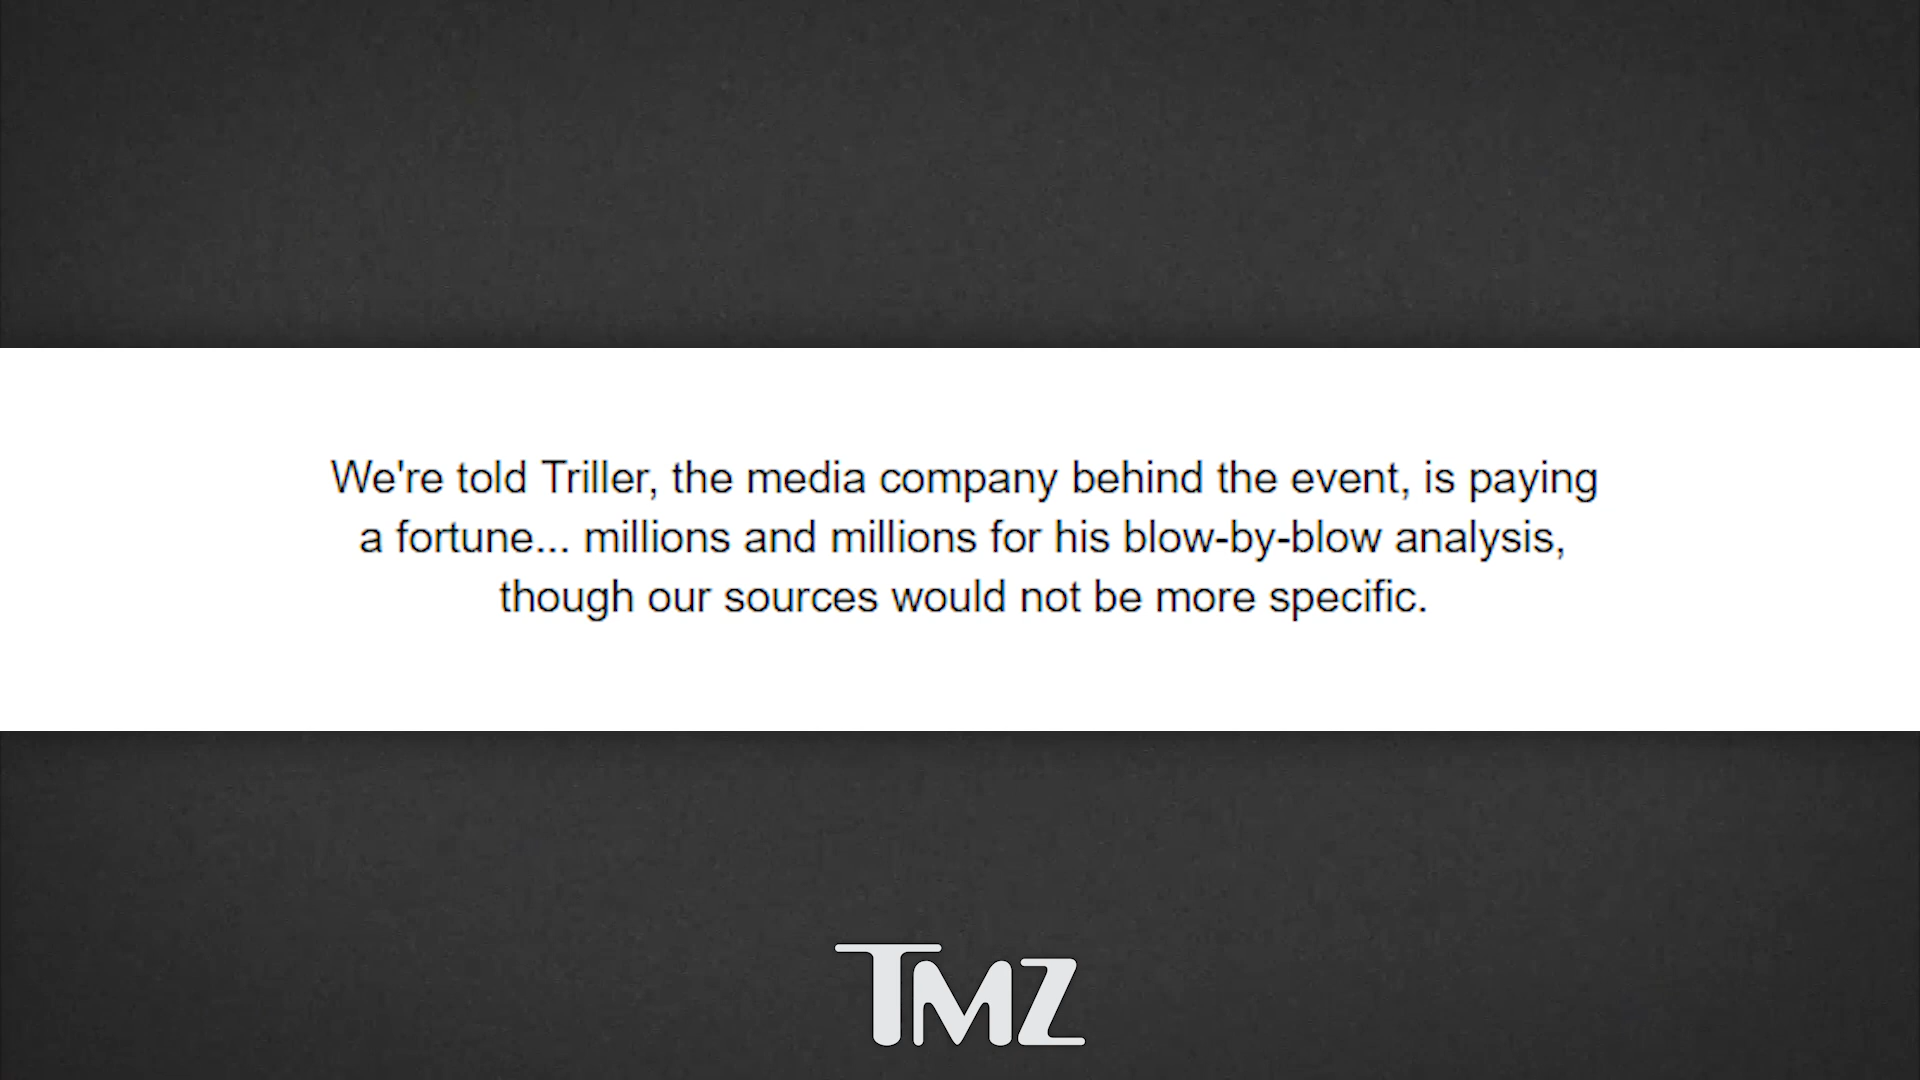 We're told Triller, the media company behind the event, is paying
a fortune... millions and millions for his blow-by-blow analysis,
though our sources would not be more specific.
TMZ